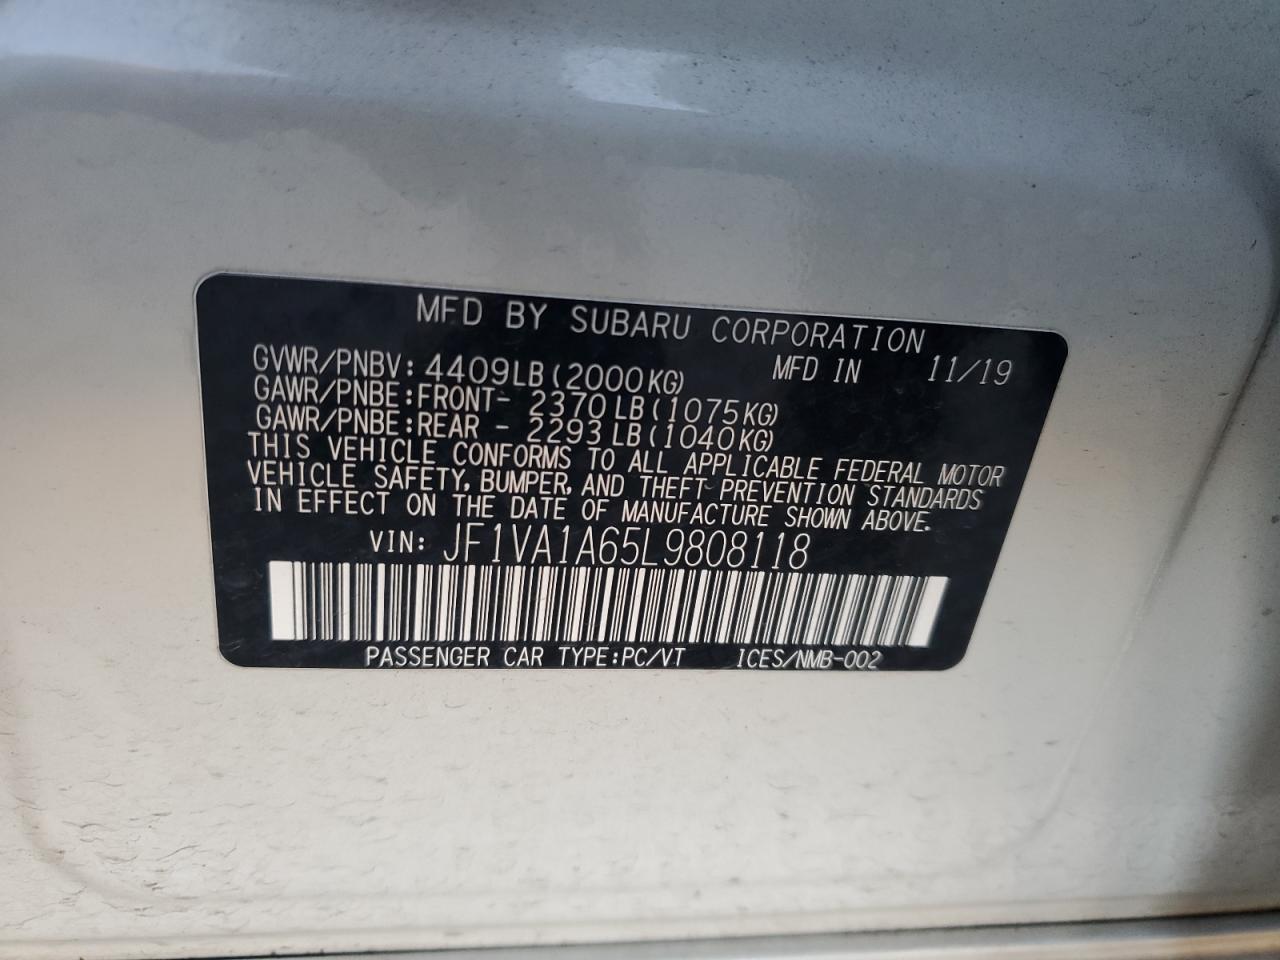 MFD BY SUBARU CORPORATION
GVWR/PNBV: 4409LB(2000KG) MFD IN 11/19
GAWR/PNBE:FRONT- 2370LB(1075KG)
GAWR/PNBE:REAR - 2293LB(1040KG)
THIS VEHICLE CONFORMS TO ALL APPLICABLE FEDERAL MOTOR
VEHICLE SAFETY, BUMPER, AND THEFT PREVENTION STANDARDS
IN EFFECT ON THE DATE OF MANUFACTURE SHOWN ABOVE.
VIN: JF1VA1A65L9808118
PASSENGER CAR TYPE:PC/VT ICES/NMB-002